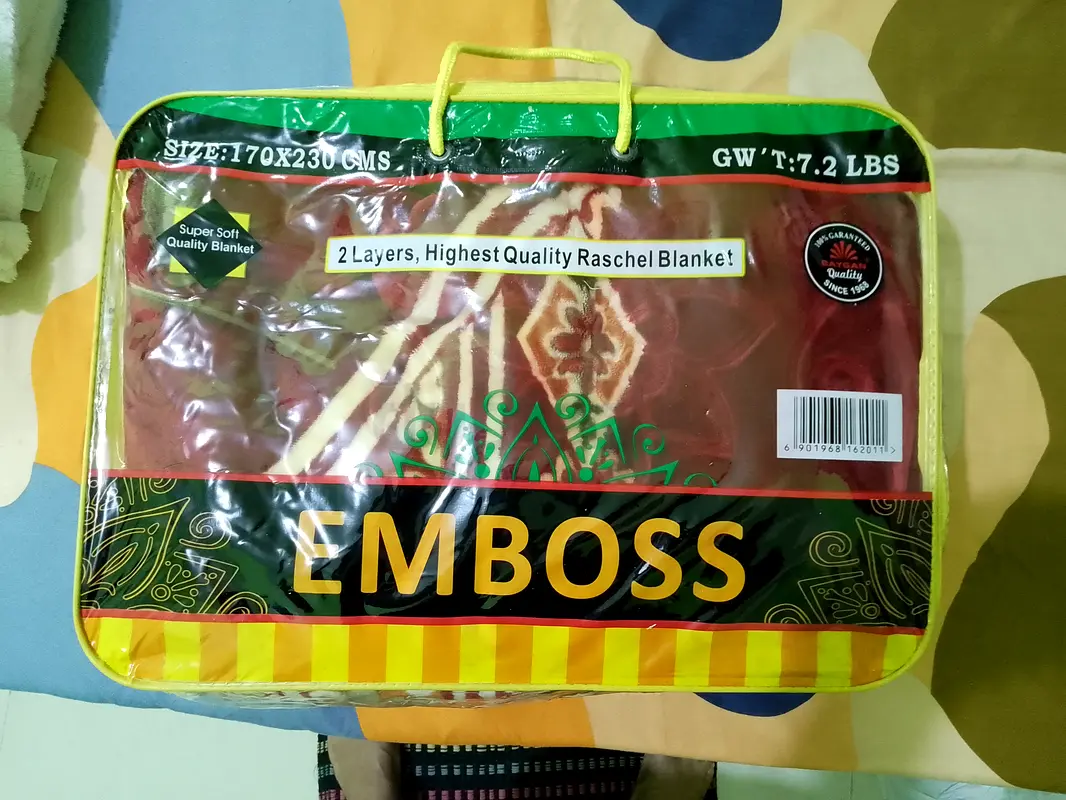 SIZE:170X230 CMS
GW´T:7.2 LBS
Super Soft
Quality Blanket
2 Layers, Highest Quality Raschel Blanket
100% GARANTEED
SAYGAN
Quality
SINCE 1968
6 901968 162011 >
EMBOSS